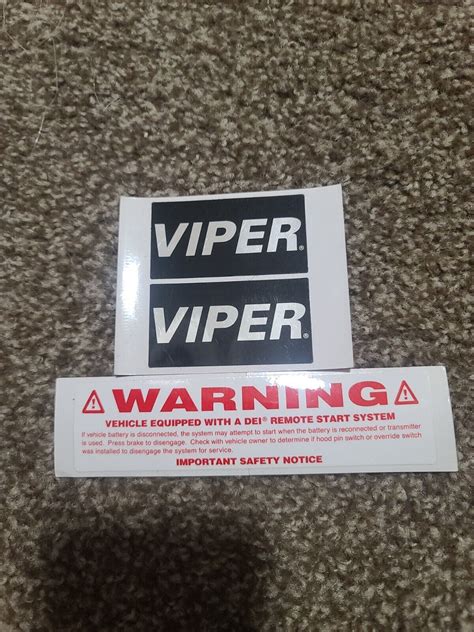 VIPER®
VIPER®
WARNING
VEHICLE EQUIPPED WITH A DEI® REMOTE START SYSTEM
If vehicle battery is disconnected, the system may attempt to start when the battery is reconnected or transmitter
is used. Press brake to disengage. Check with vehicle owner to determine if hood pin switch or override switch
was installed to disengage the system for service.
IMPORTANT SAFETY NOTICE